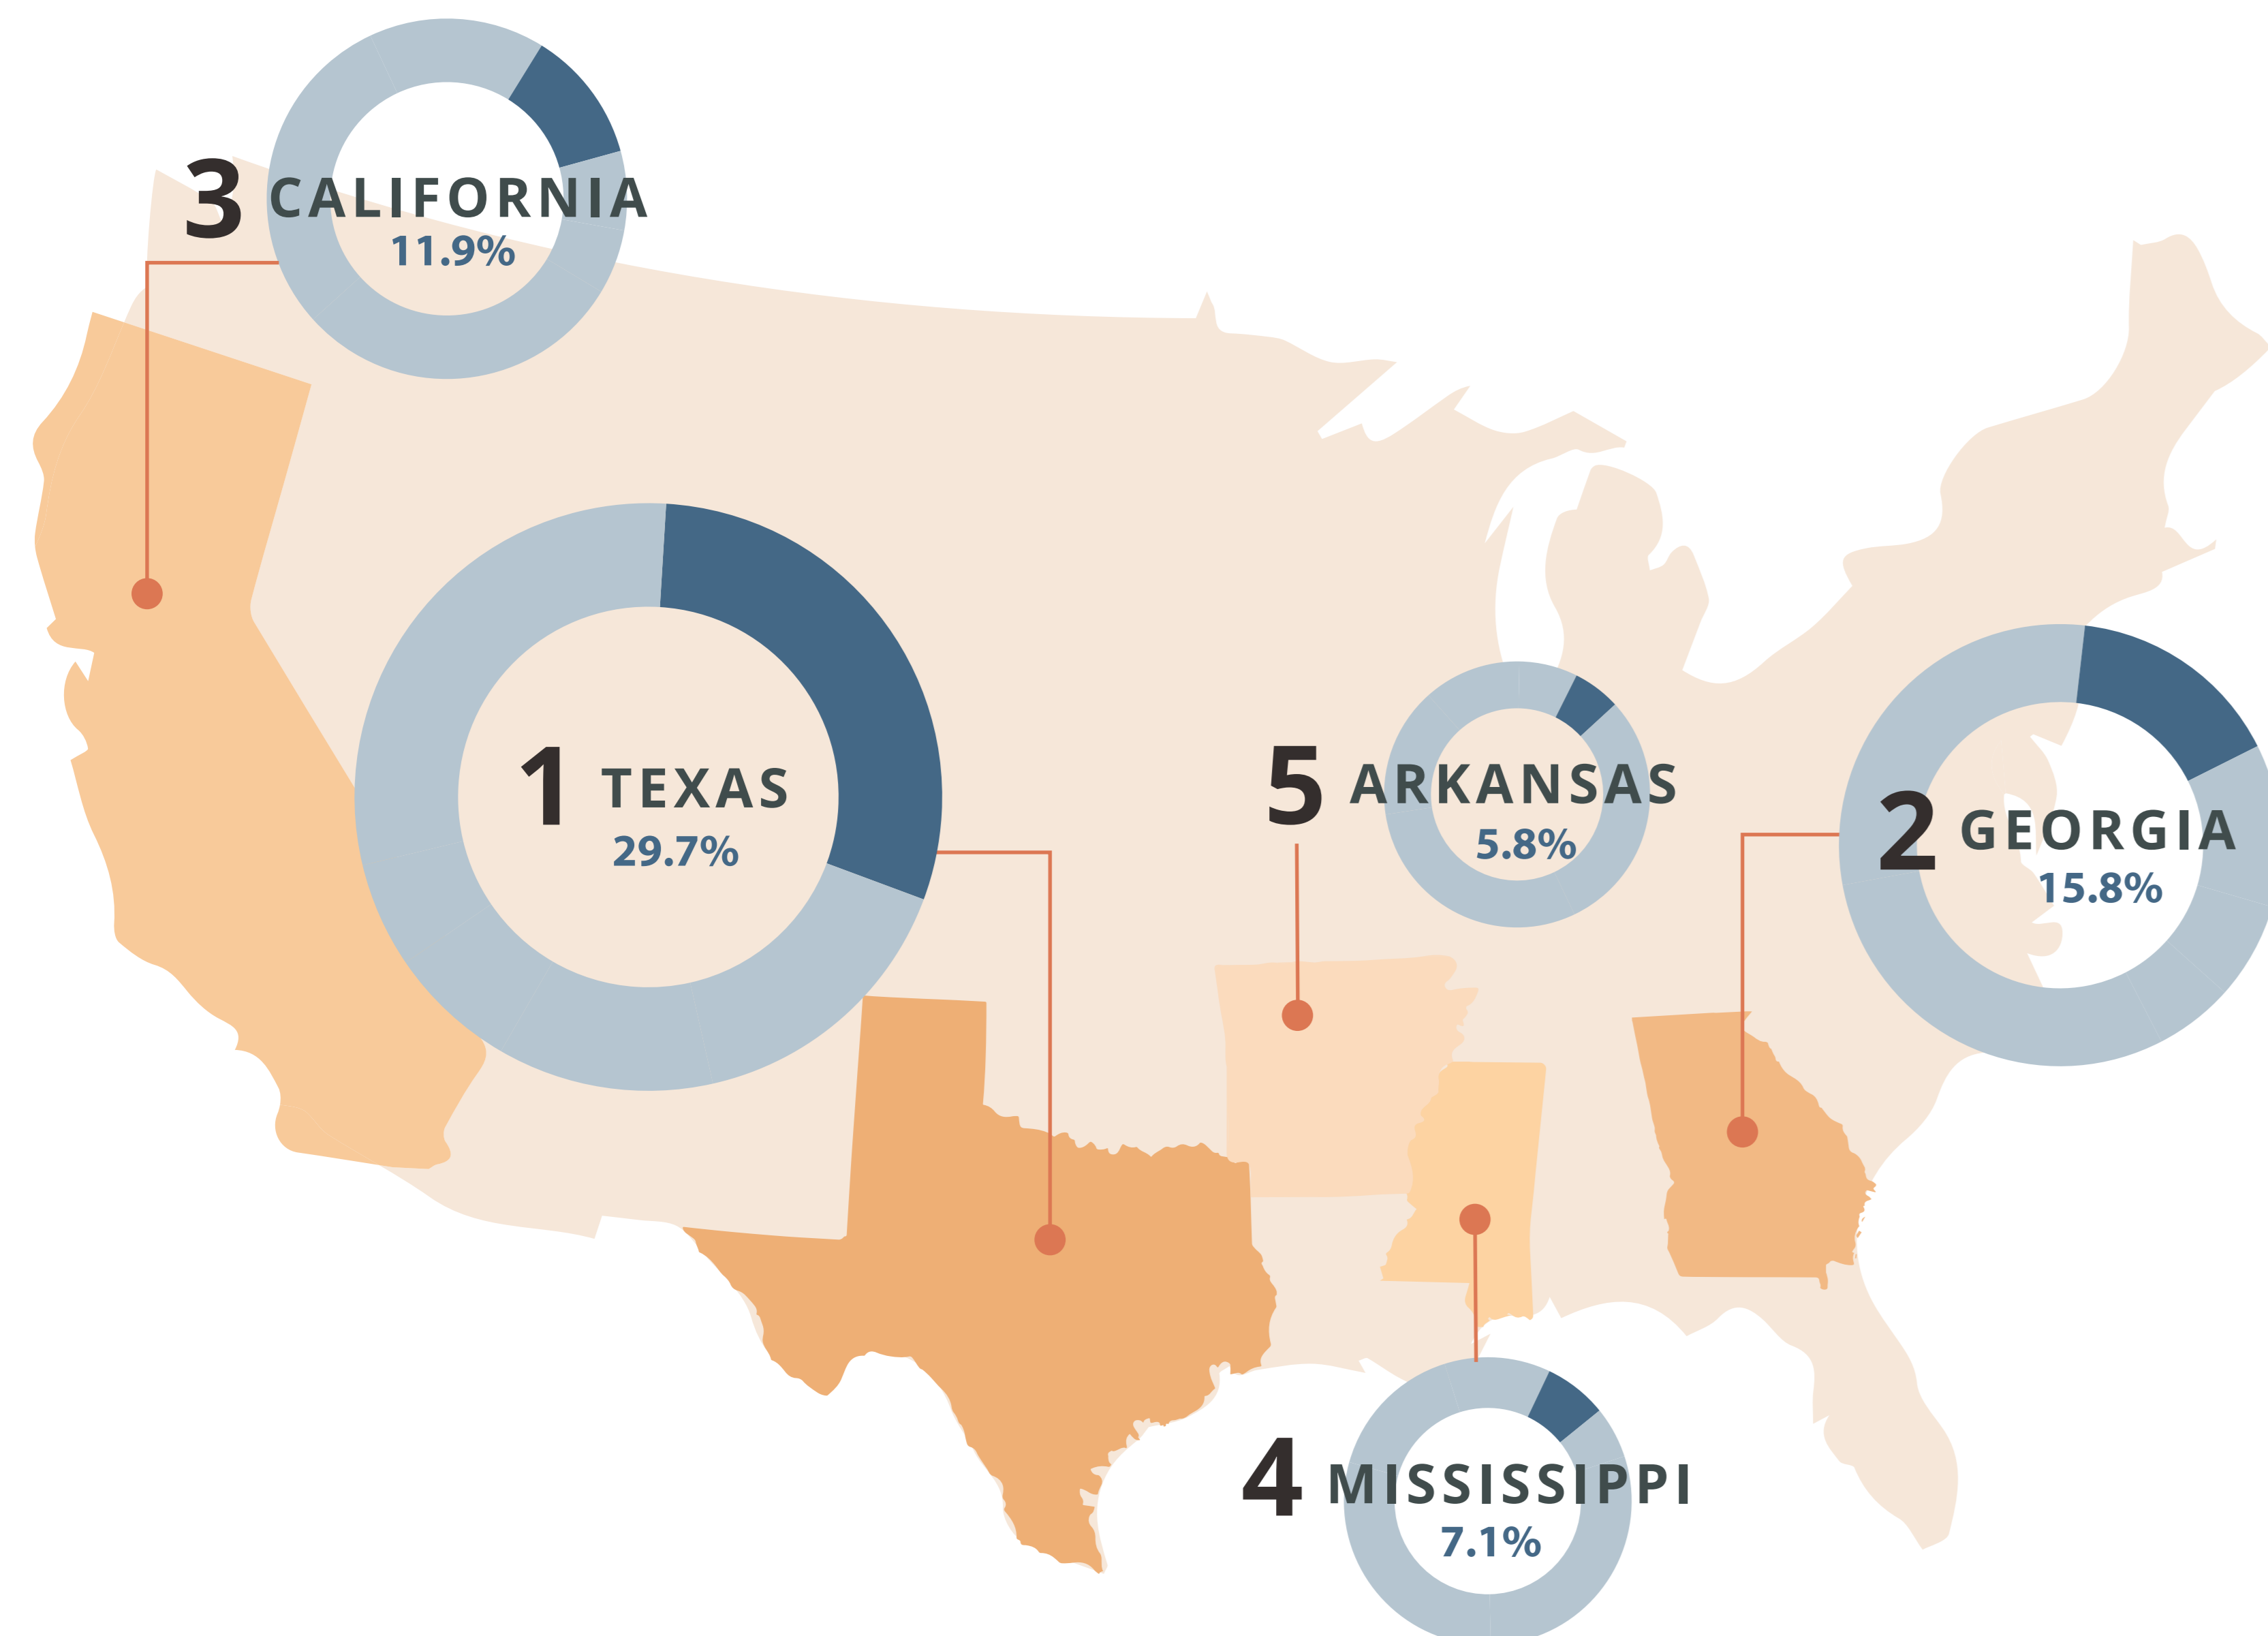 3 CALIFORNIA
11.9%
1 TEXAS
29.7%
5 ARKANSAS
5.8%
2 GEORGIA
15.8%
4 MISSISSIPPI
7.1%